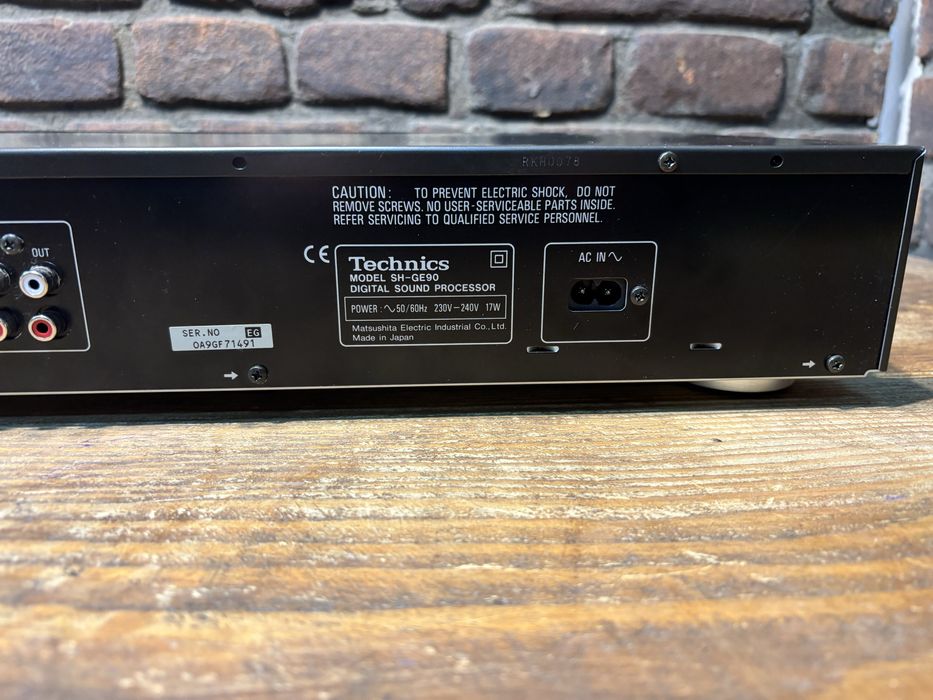 RKH0078
CAUTION: TO PREVENT ELECTRIC SHOCK, DO NOT
REMOVE SCREWS. NO USER-SERVICEABLE PARTS INSIDE.
REFER SERVICING TO QUALIFIED SERVICE PERSONNEL.
OUT
CE
Technics
MODEL SH-GE90
DIGITAL SOUND PROCESSOR
POWER: ∿50/60Hz 230V-240V 17W
Matsushita Electric Industrial Co., Ltd.
Made in Japan
AC IN ∿
SER.NO EG
0A9GF71491